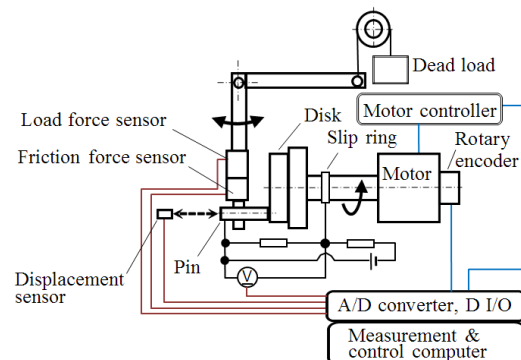 Dead load
Disk
Motor controller
Load force sensor
Slip ring
Rotary
encoder
Friction force sensor
Motor
Displacement
sensor
Pin
V
A/D converter, D I/O
Measurement &
control computer